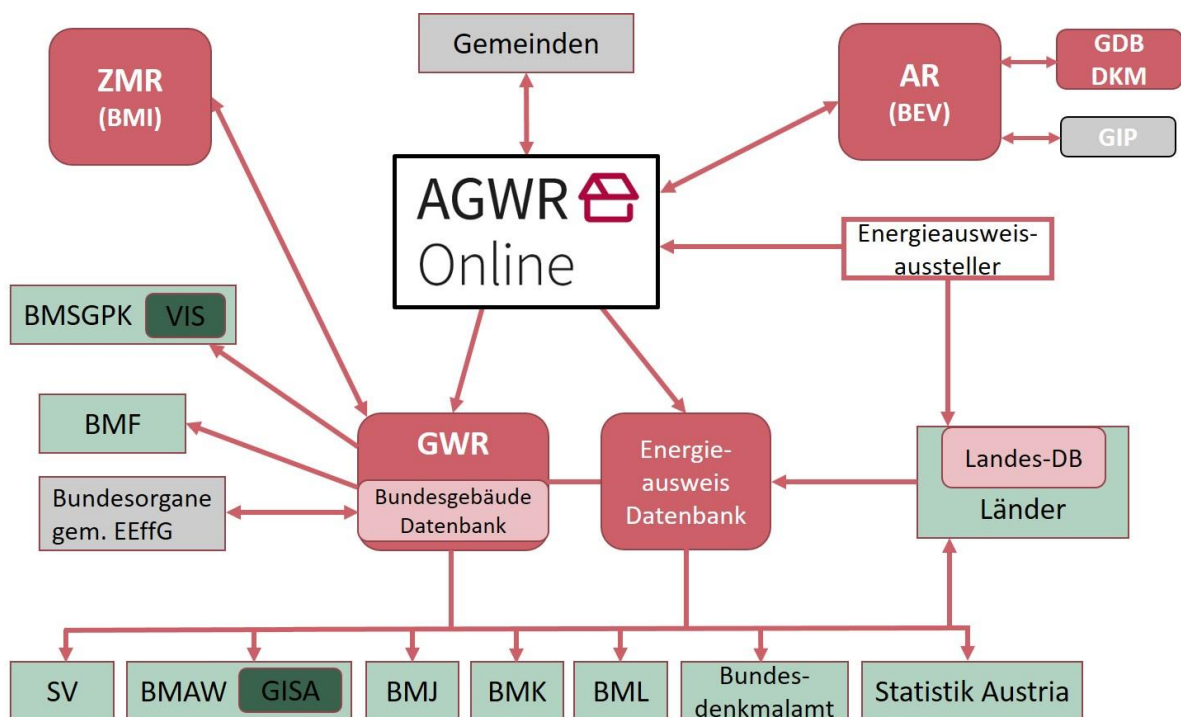 ZMR
(BMI)
Gemeinden
AR
(BEV)
GDB
DKM
GIP
AGWR
Online
Energieausweis-
aussteller
BMSGPK
VIS
BMF
Bundesorgane
gem. EEffG
GWR
Bundesgebäude
Datenbank
Energie-
ausweis
Datenbank
Landes-DB
Länder
SV
BMAW
GISA
BMJ
BMK
BML
Bundes-
denkmalamt
Statistik Austria